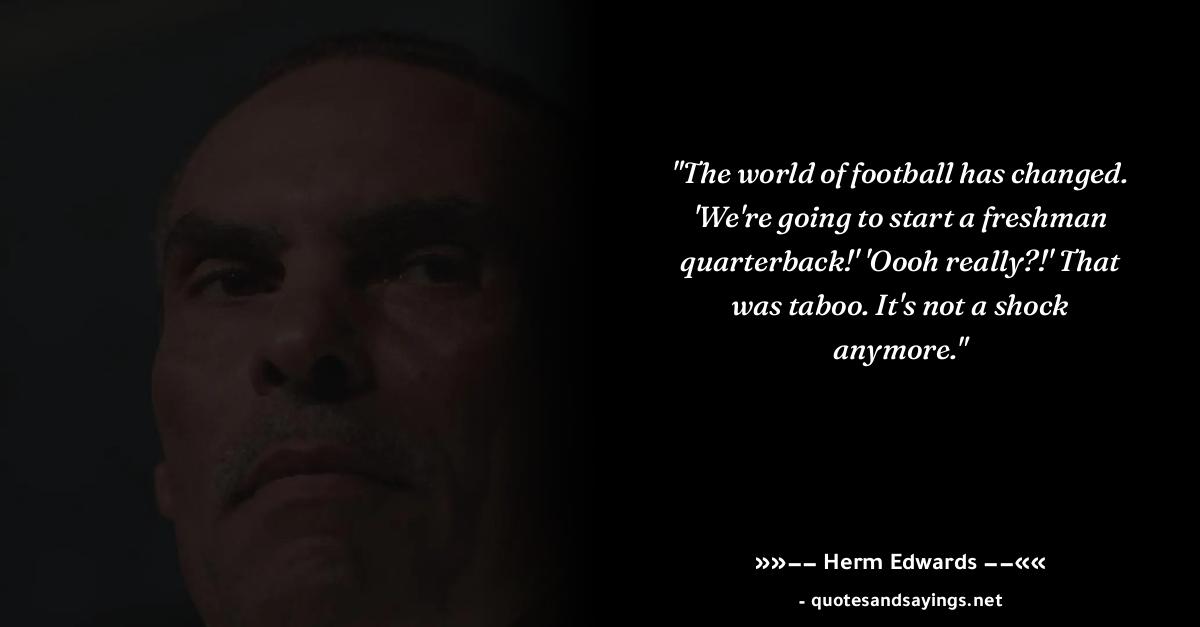 "The world of football has changed.
'We're going to start a freshman
quarterback!' 'Oooh really?!' That
was taboo. It's not a shock
anymore."
»»–– Herm Edwards ––««
- quotesandsayings.net